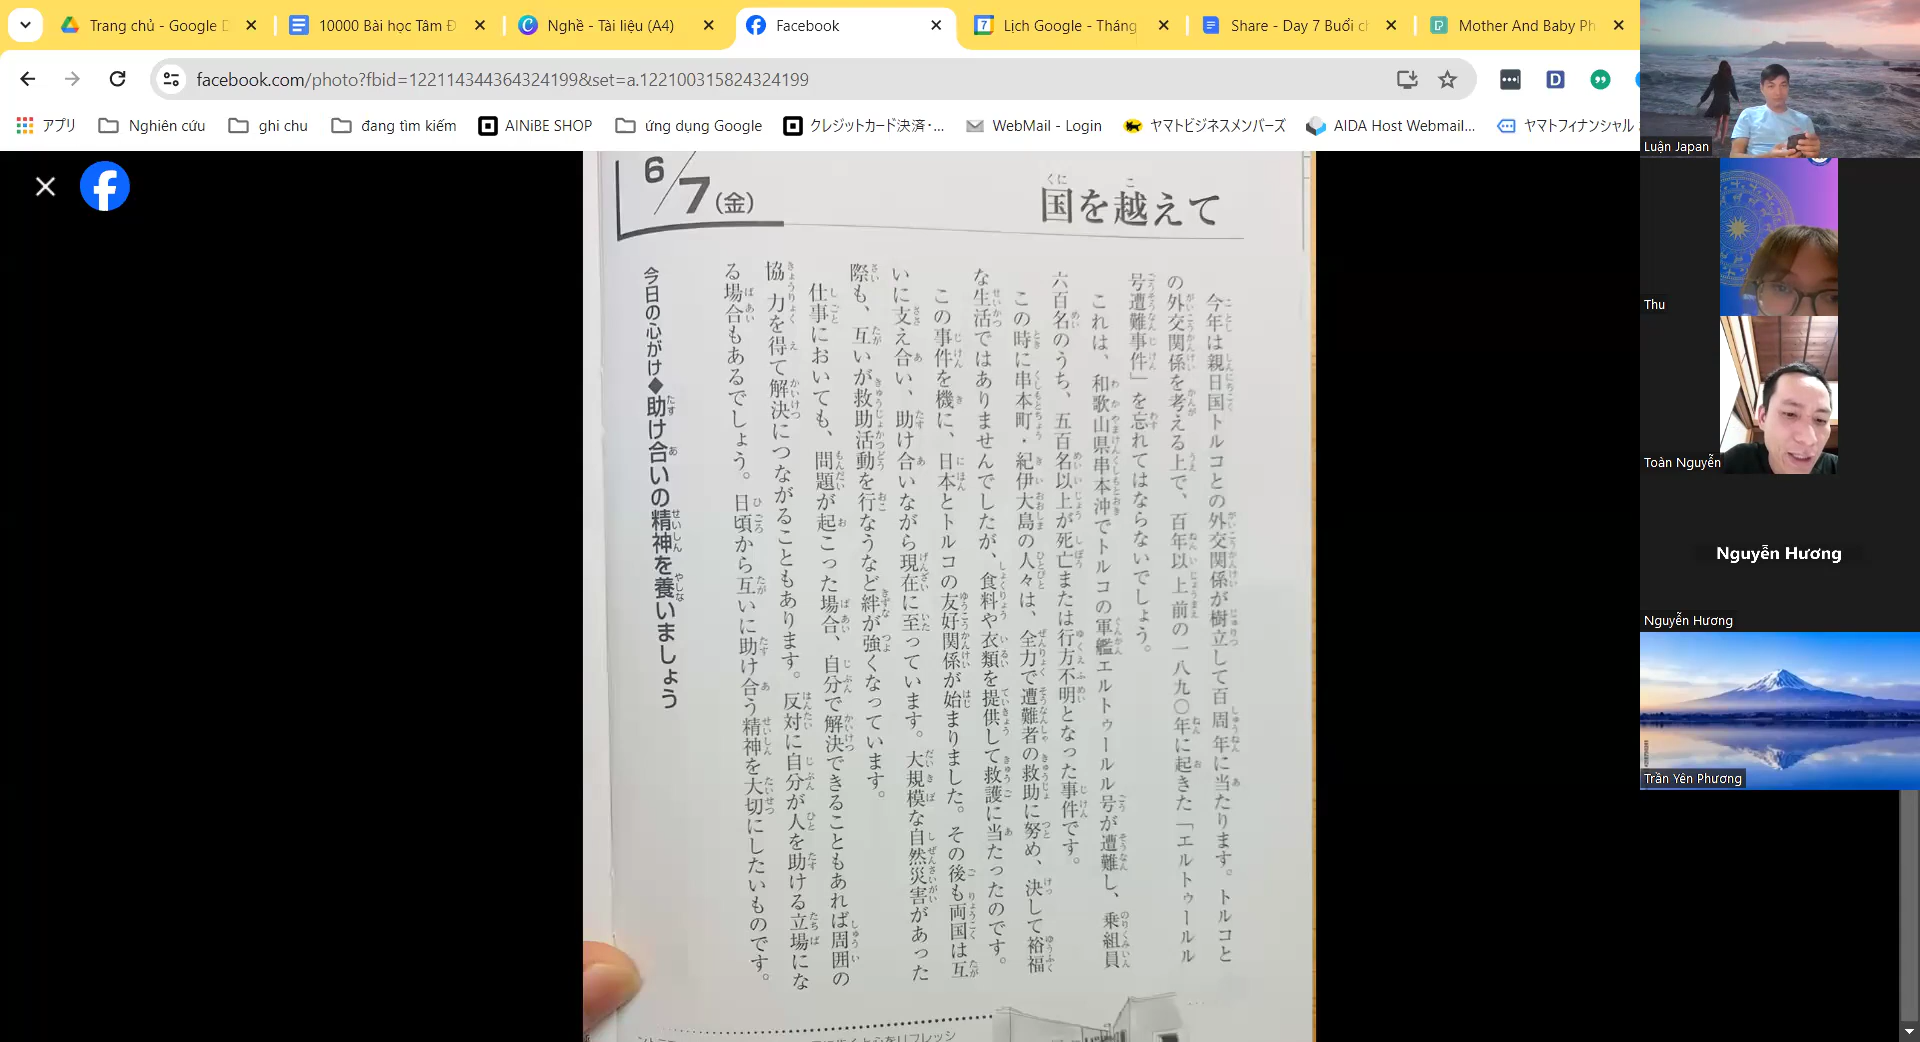 Trang chủ - Google D
10000 Bài học Tâm Đ
Nghề - Tài liệu (A4)
Facebook
Lịch Google - Tháng
Share - Day 7 Buổi ch
Mother And Baby Ph
facebook.com/photo?fbid=122114344364324199&set=a.122100315824324199
アプリ
Nghiên cứu
ghi chu
đang tìm kiếm
AINiBE SHOP
ứng dụng Google
クレジットカード決済・...
WebMail - Login
ヤマトビジネスメンバーズ
AIDA Host Webmail...
ヤマトフィナンシャル
6/7(金)
国を越えて
今年は親日国トルコとの外交関係が樹立して百周年に当たります。トルコと
の外交関係を考える上で、百年以上前の一八九〇年に起きた「エルトゥールル
号遭難事件」を忘れてはならないでしょう。
これは、和歌山県串本沖でトルコの軍艦エルトゥールル号が遭難し、乗組員
六百名のうち、五百名以上が死亡または行方不明となった事件です。
この時に串本町・紀伊大島の人々は、全力で遭難者の救助に努め、決して裕福
な生活ではありませんでしたが、食料や衣類を提供して救護に当たったのです。
この事件を機に、日本とトルコの友好関係が始まりました。その後も両国は互
いに支え合い、助け合いながら現在に至っています。大規模な自然災害があった
際も、互いが救助活動を行なうなど絆が強くなっています。
仕事においても、問題が起こった場合、自分で解決できることもあれば周囲の
協力を得て解決につながることもあります。反対に自分が人を助ける立場にな
る場合もあるでしょう。日頃から互いに助け合う精神を大切にしたいものです。
今日の心がけ◆助け合いの精神を養いましょう
Luận Japan
Thu
Toàn Nguyễn
Nguyễn Hương
Nguyễn Hương
Trần Yên Phương